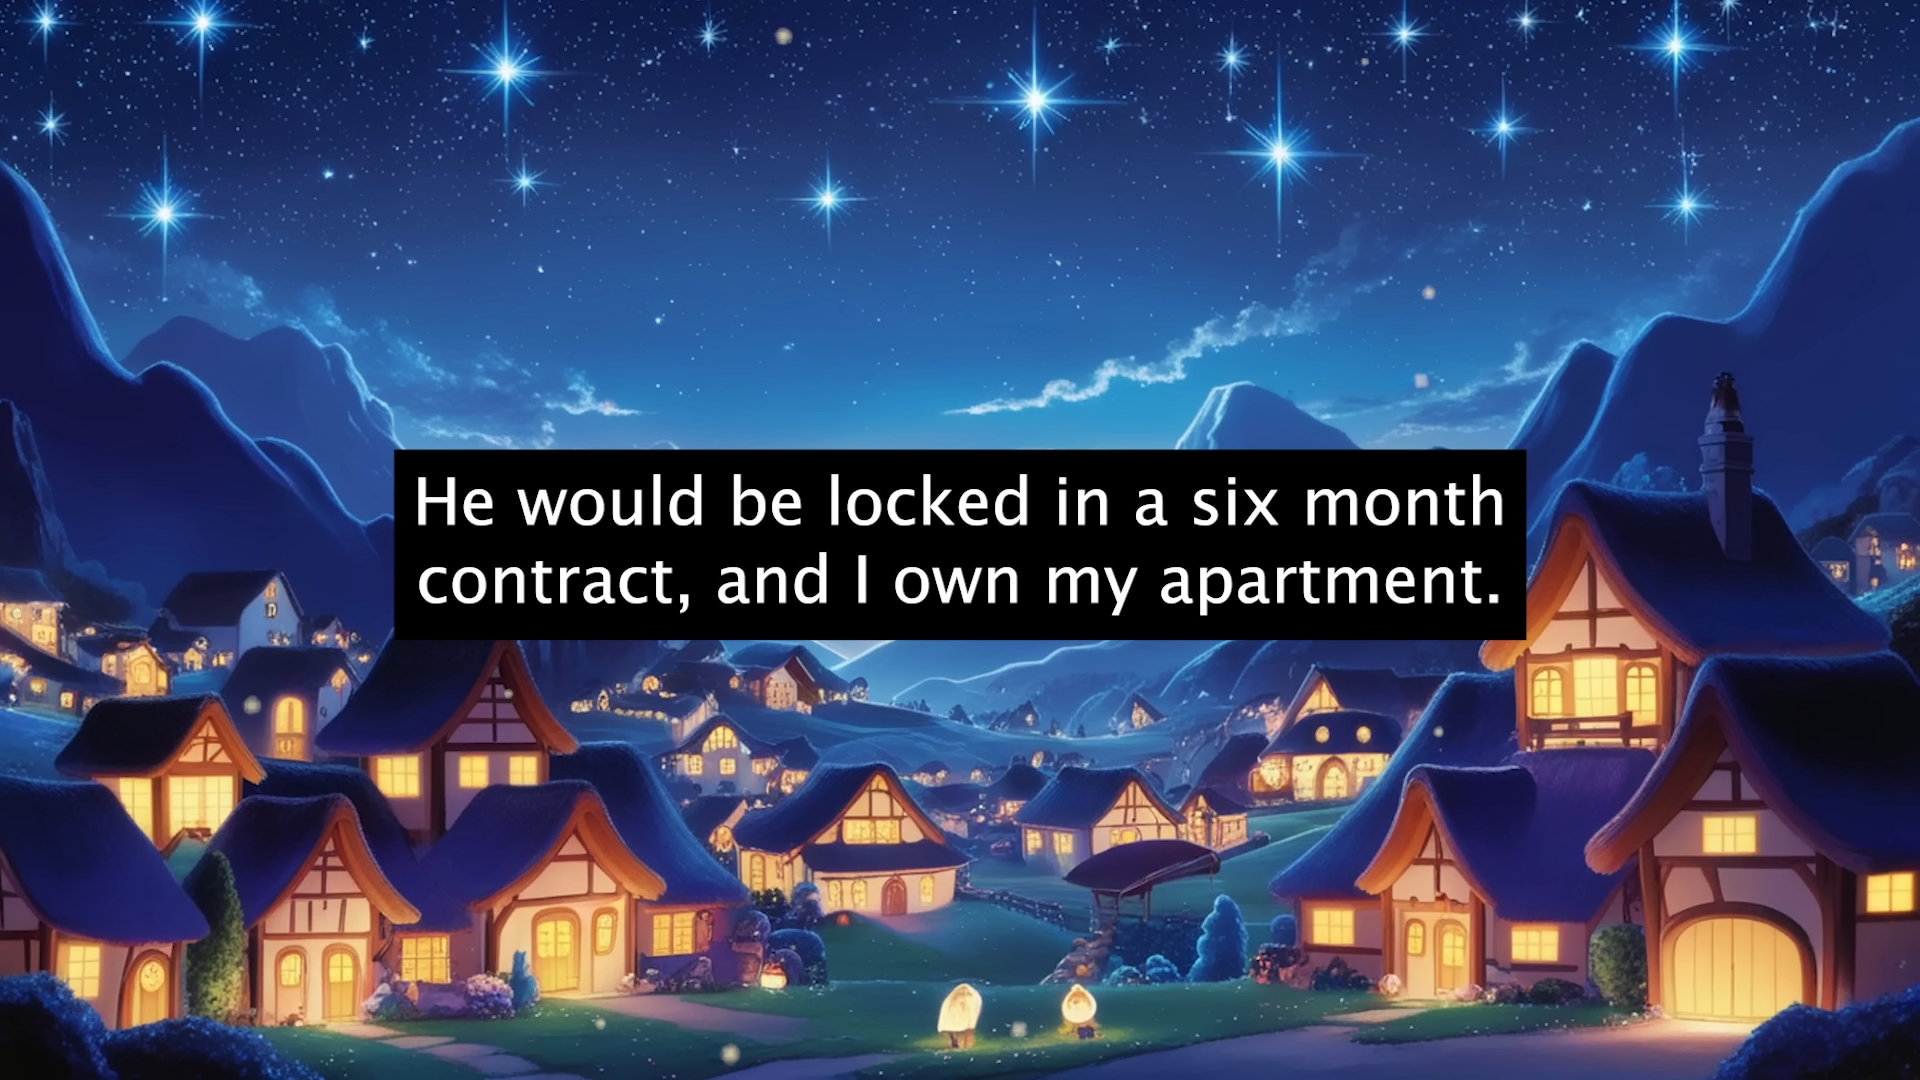 He would be locked in a six month
contract, and I own my apartment.